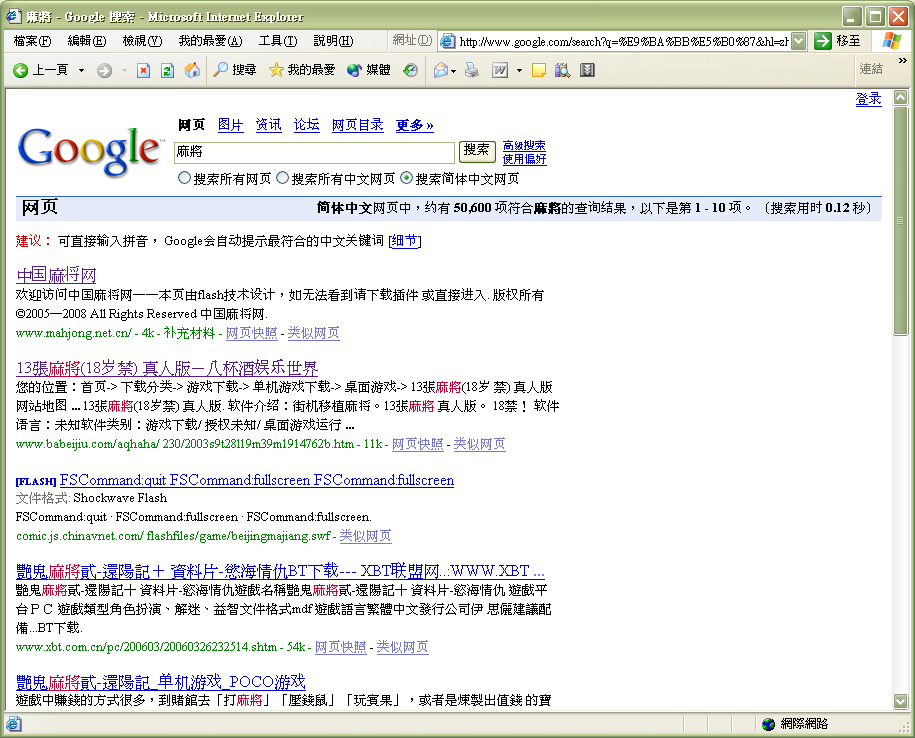 麻將 - Google 搜索 - Microsoft Internet Explorer
檔案(F) 編輯(E) 檢視(V) 我的最愛(A) 工具(T) 說明(H) 網址(D) http://www.google.com/search?q=%E9%BA%BB%E5%B0%87&hl=zh 移至
上一頁 搜尋 我的最愛 媒體 連結 »
登录
Google™
网页 图片 资讯 论坛 网页目录 更多 »
麻將 搜索 高级搜索
使用偏好
搜索所有网页 搜索所有中文网页 搜索简体中文网页
网页 简体中文网页中，约有 50,600 项符合麻將的查询结果，以下是第 1 - 10 项。 （搜索用时 0.12 秒）
建议： 可直接输入拼音， Google会自动提示最符合的中文关键词 [细节]
中国麻将网
欢迎访问中国麻将网一一本页由flash技术设计，如无法看到请下载插件 或直接进入. 版权所有
©2005—2008 All Rights Reserved 中国麻将网.
www.mahjong.net.cn/ - 4k - 补充材料 - 网页快照 - 类似网页
13張麻將(18岁禁) 真人版－八杯酒娱乐世界
您的位置：首页-> 下载分类-> 游戏下载-> 单机游戏下载-> 桌面游戏-> 13張麻將(18岁 禁) 真人版
网站地图 ... 13張麻將(18岁禁) 真人版. 软件介绍：街机移植麻将。13張麻將 真人版。 18禁！ 软件
语言：未知软件类别：游戏下载/ 授权未知/ 桌面游戏运行 ...
www.babeijiu.com/aqhaha/ 230/2003s9t28l19m39m1914762b.htm - 11k - 网页快照 - 类似网页
[FLASH] FSCommand:quit FSCommand:fullscreen FSCommand:fullscreen
文件格式: Shockwave Flash
FSCommand:quit · FSCommand:fullscreen · FSCommand:fullscreen.
comic.js.chinavnet.com/ flashfiles/game/beijingmajiang.swf - 类似网页
艷鬼麻將貳-還陽記＋ 資料片-慾海情仇BT下载--- XBT联盟网..:WWW.XBT ...
艷鬼麻將貳-還陽記十 資料片-慾海情仇遊戲名稱艷鬼麻將貳-還陽記十 資料片-慾海情仇 遊戲平
台ＰＣ 遊戲類型角色扮演、解迷、益智文件格式mdf 遊戲語言繁體中文發行公司伊 思儷建議配
備...BT下载.
www.xbt.com.cn/pc/200603/20060326232514.shtm - 54k - 网页快照 - 类似网页
艷鬼麻將貳-還陽記_单机游戏_POCO游戏
遊戲中賺錢的方式很多，到賭館去「打麻將」「壓錢鼠」「玩賓果」，或者是煉製出值錢 的寶
網際網路